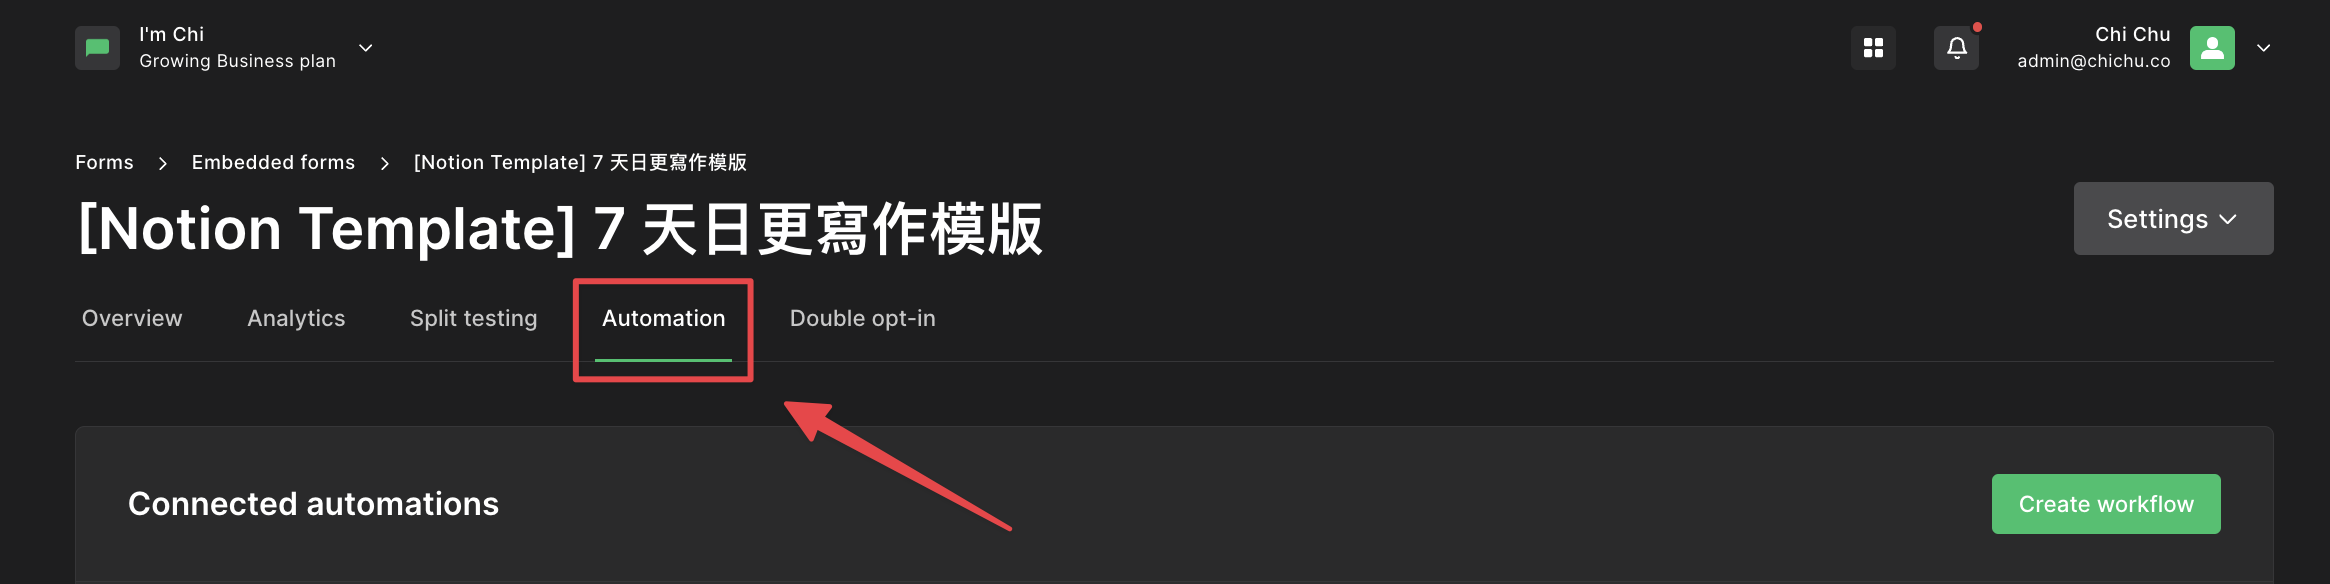 I'm Chi
Growing Business plan
Chi Chu
admin@chichu.co
Forms > Embedded forms > [Notion Template] 7 天日更寫作模版
[Notion Template] 7 天日更寫作模版
Settings
Overview Analytics Split testing Automation Double opt-in
Connected automations
Create workflow